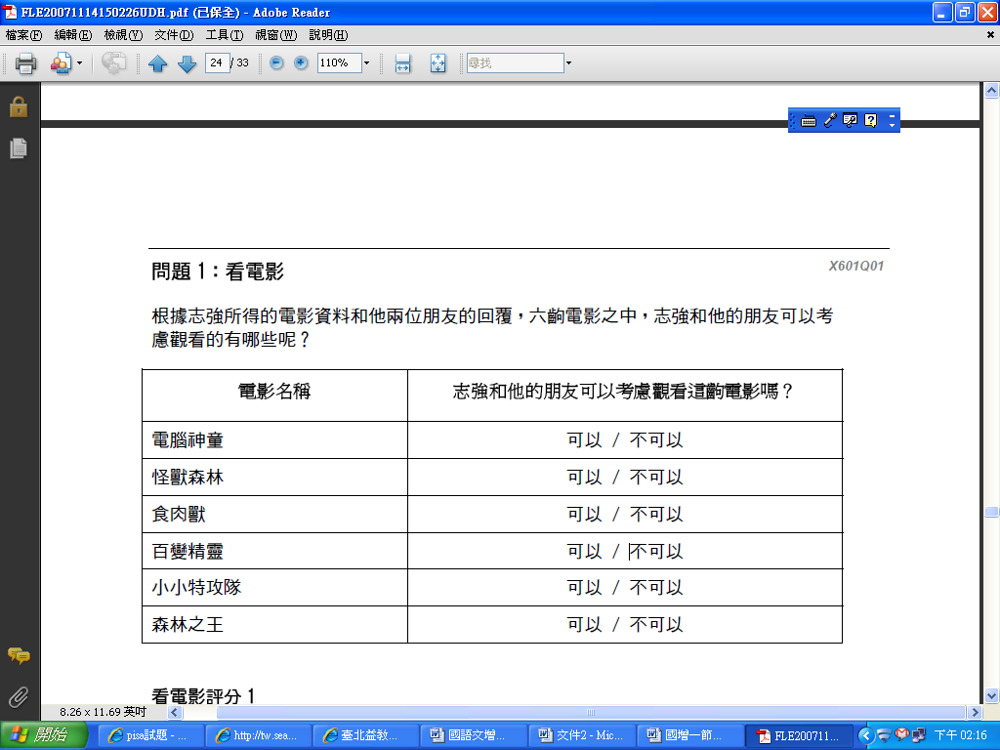 FLE20071114150226UDH.pdf (已保全) - Adobe Reader
檔案(F) 編輯(E) 檢視(V) 文件(D) 工具(T) 視窗(W) 說明(H)
24 / 33 110% 尋找
問題 1：看電影 X601Q01
根據志強所得的電影資料和他兩位朋友的回覆，六齣電影之中，志強和他的朋友可以考
慮觀看的有哪些呢？
電影名稱 志強和他的朋友可以考慮觀看這齣電影嗎？
電腦神童 可以 / 不可以
怪獸森林 可以 / 不可以
食肉獸 可以 / 不可以
百變精靈 可以 / 不可以
小小特攻隊 可以 / 不可以
森林之王 可以 / 不可以
看電影評分 1
8.26 x 11.69 英吋
開始 pisa試題 - ... http://tw.sea... 臺北益教... 國語文增... 文件2 - Mic... 國增一節... FLE200711... 下午 02:16